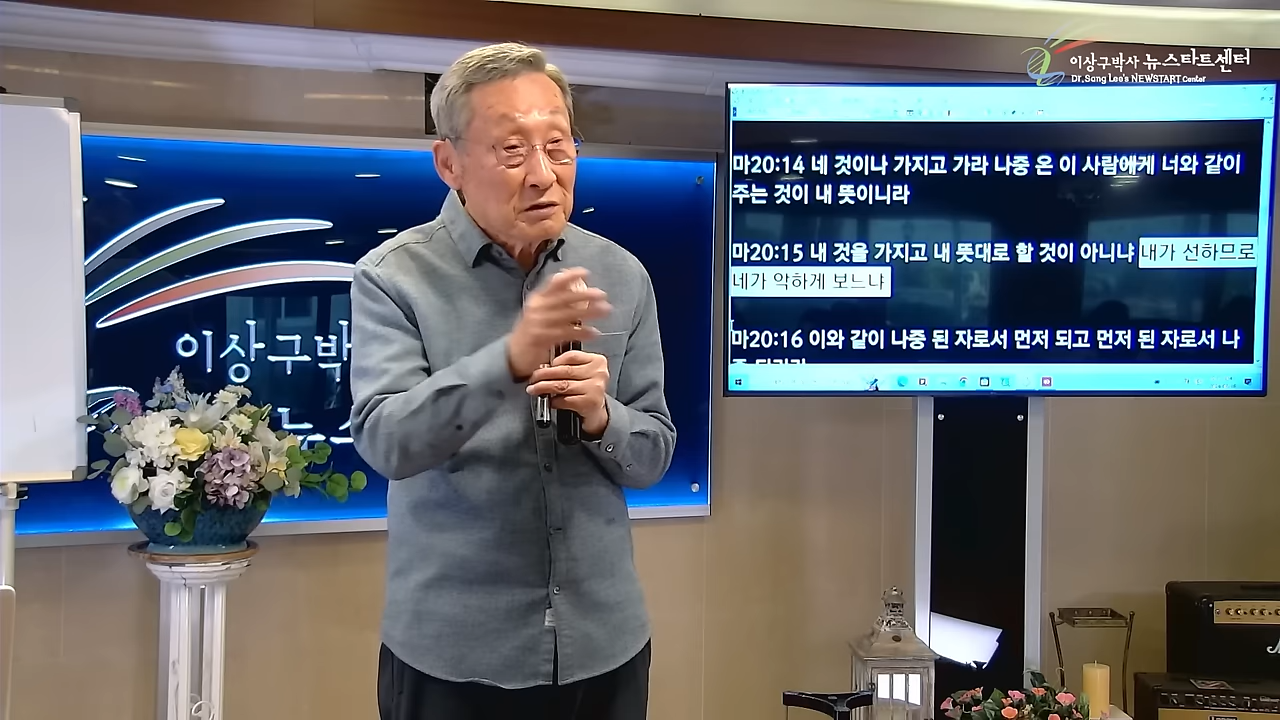 이상구박사 뉴스타트센터
Dr. Sang Lee's NEWSTART Center
마20:14 네 것이나 가지고 가라 나중 온 이 사람에게 너와 같이
주는 것이 내 뜻이니라
마20:15 내 것을 가지고 내 뜻대로 할 것이 아니냐 내가 선하므로
네가 악하게 보느냐
마20:16 이와 같이 나중 된 자로서 먼저 되고 먼저 된 자로서 나
이상구박
뉴스